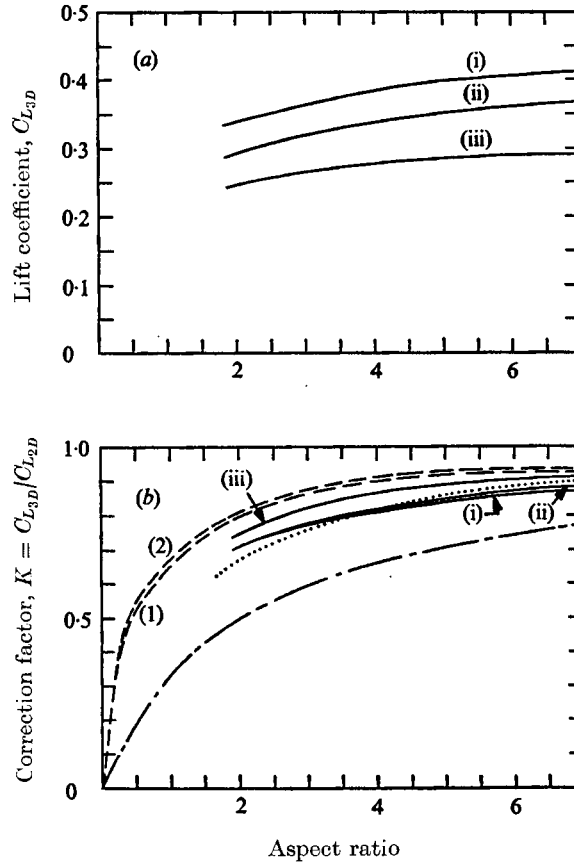 0·5
(a)
(i)
0·4
(ii)
(iii)
0·3
0·2
0·1
0
2
4
6
Lift coefficient, C_{L_{3D}}
1·0
(b)
(iii)
(2)
(i)
(ii)
(1)
0·5
0
2
4
6
Correction factor, K = C_{L_{3D}}/C_{L_{2D}}
Aspect ratio